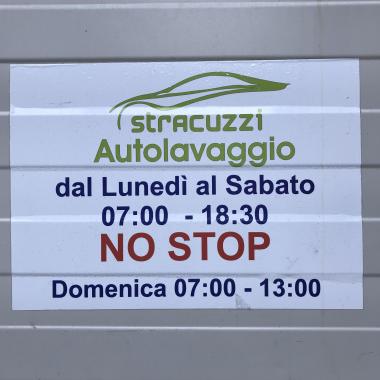 stracuzzi
Autolavaggio
dal Lunedì al Sabato
07:00 - 18:30
NO STOP
Domenica 07:00 - 13:00